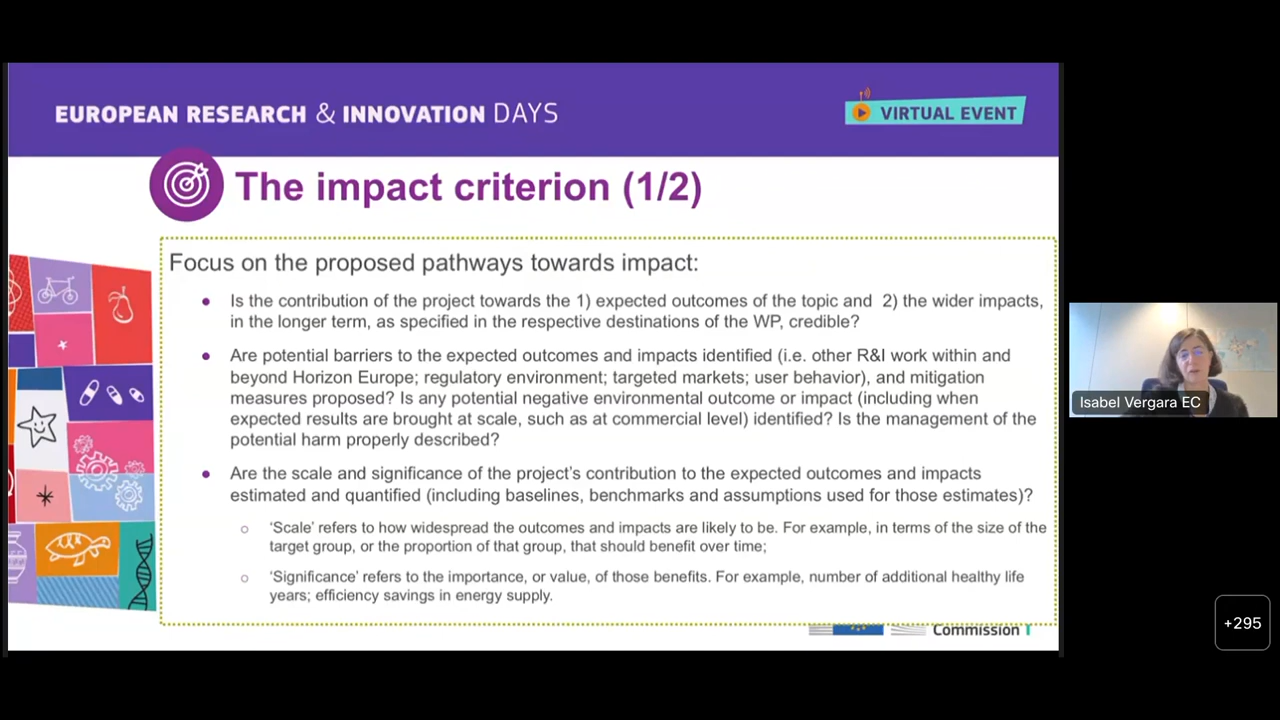 EUROPEAN RESEARCH & INNOVATION DAYS
VIRTUAL EVENT
The impact criterion (1/2)
Focus on the proposed pathways towards impact:
Is the contribution of the project towards the 1) expected outcomes of the topic and 2) the wider impacts,
in the longer term, as specified in the respective destinations of the WP, credible?
Are potential barriers to the expected outcomes and impacts identified (i.e. other R&I work within and
beyond Horizon Europe; regulatory environment; targeted markets; user behavior), and mitigation
measures proposed? Is any potential negative environmental outcome or impact (including when
expected results are brought at scale, such as at commercial level) identified? Is the management of the
potential harm properly described?
Are the scale and significance of the project's contribution to the expected outcomes and impacts
estimated and quantified (including baselines, benchmarks and assumptions used for those estimates)?
'Scale' refers to how widespread the outcomes and impacts are likely to be. For example, in terms of the size of the
target group, or the proportion of that group, that should benefit over time;
'Significance' refers to the importance, or value, of those benefits. For example, number of additional healthy life
years; efficiency savings in energy supply.
Commission
Isabel Vergara EC
+295